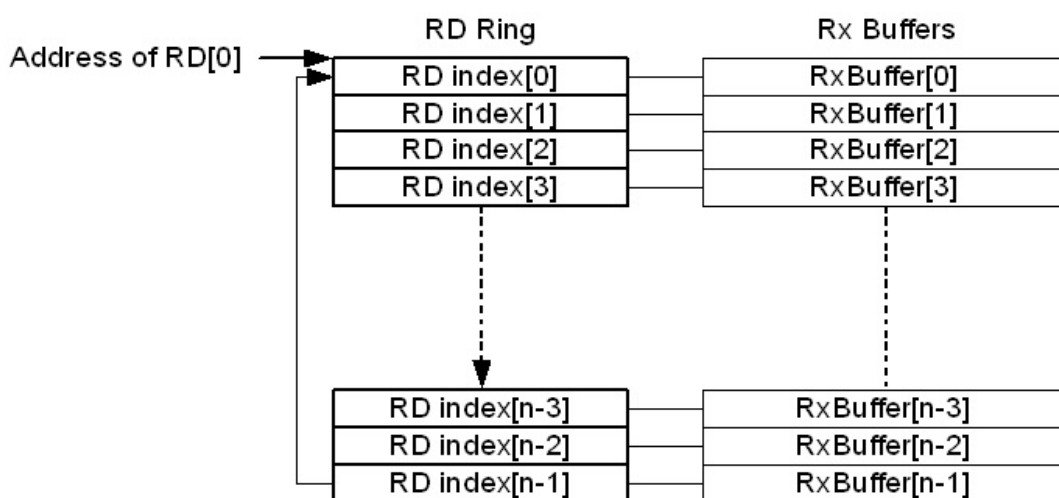 RD Ring
Rx Buffers
Address of RD[0]
RD index[0]
RxBuffer[0]
RD index[1]
RxBuffer[1]
RD index[2]
RxBuffer[2]
RD index[3]
RxBuffer[3]
RD index[n-3]
RxBuffer[n-3]
RD index[n-2]
RxBuffer[n-2]
RD index[n-1]
RxBuffer[n-1]